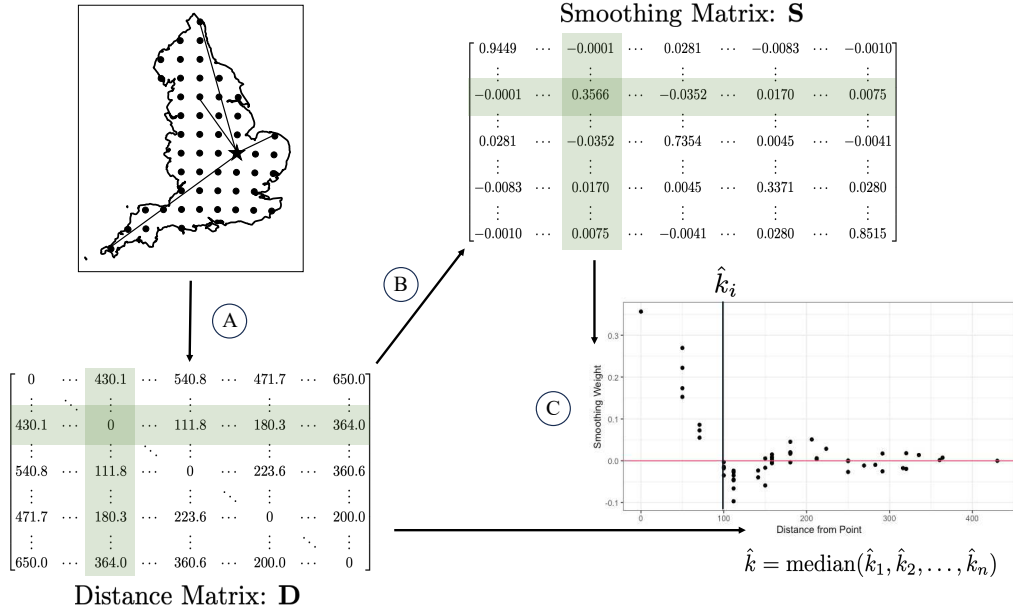 Smoothing Matrix: S
0.9449 ⋯ −0.0001 ⋯ 0.0281 ⋯ −0.0083 ⋯ −0.0010
⋮ ⋮ ⋮ ⋮ ⋮
−0.0001 ⋯ 0.3566 ⋯ −0.0352 ⋯ 0.0170 ⋯ 0.0075
⋮ ⋮ ⋮ ⋮ ⋮
0.0281 ⋯ −0.0352 ⋯ 0.7354 ⋯ 0.0045 ⋯ −0.0041
⋮ ⋮ ⋮ ⋮ ⋮
−0.0083 ⋯ 0.0170 ⋯ 0.0045 ⋯ 0.3371 ⋯ 0.0280
⋮ ⋮ ⋮ ⋮ ⋮
−0.0010 ⋯ 0.0075 ⋯ −0.0041 ⋯ 0.0280 ⋯ 0.8515
A
B
C
0 ⋯ 430.1 ⋯ 540.8 ⋯ 471.7 ⋯ 650.0
⋮ ⋱ ⋮ ⋮ ⋮ ⋮
430.1 ⋯ 0 ⋯ 111.8 ⋯ 180.3 ⋯ 364.0
⋮ ⋮ ⋱ ⋮ ⋮ ⋮
540.8 ⋯ 111.8 ⋯ 0 ⋯ 223.6 ⋯ 360.6
⋮ ⋮ ⋮ ⋱ ⋮ ⋮
471.7 ⋯ 180.3 ⋯ 223.6 ⋯ 0 ⋯ 200.0
⋮ ⋮ ⋮ ⋮ ⋱ ⋮
650.0 ⋯ 364.0 ⋯ 360.6 ⋯ 200.0 ⋯ 0
Distance Matrix: D
k̂ᵢ
Smoothing Weight
0.3
0.2
0.1
0.0
-0.1
0 100 200 300 400
Distance from Point
k̂ = median(k̂₁, k̂₂, . . . , k̂ₙ)